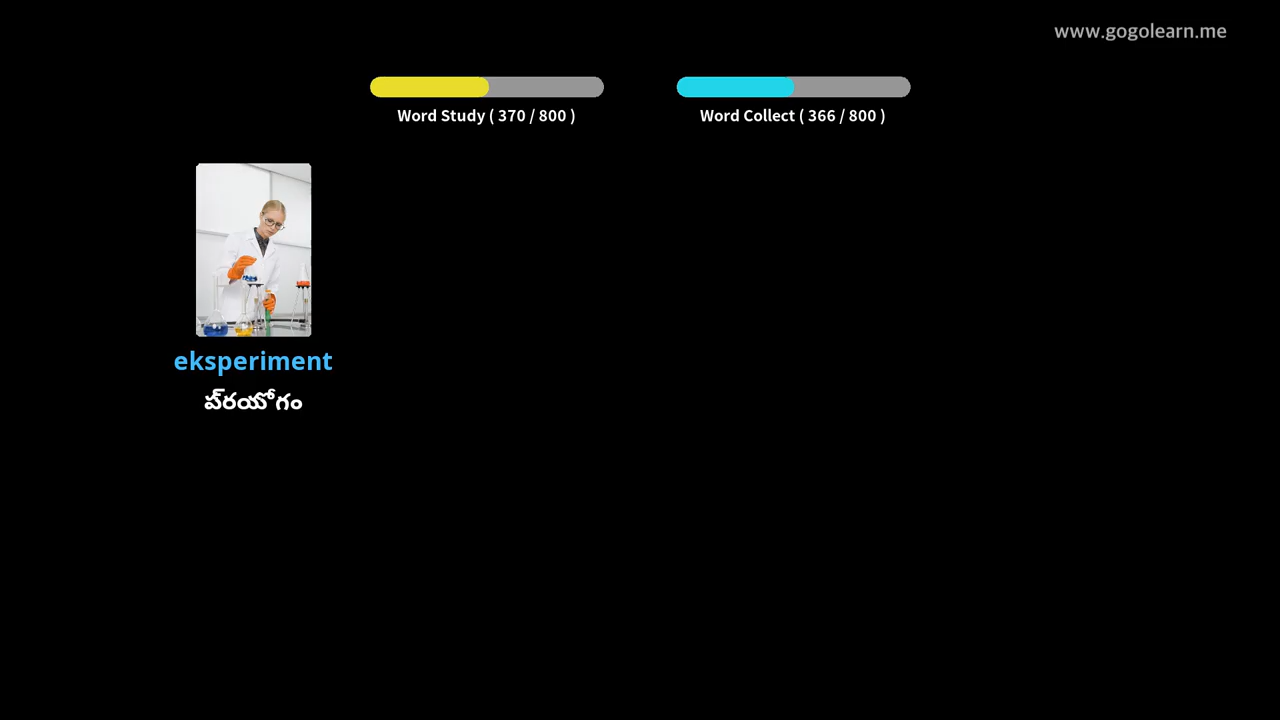 www.gogolearn.me
Word Study ( 370 / 800 )
Word Collect ( 366 / 800 )
eksperiment
ప్రయోగం